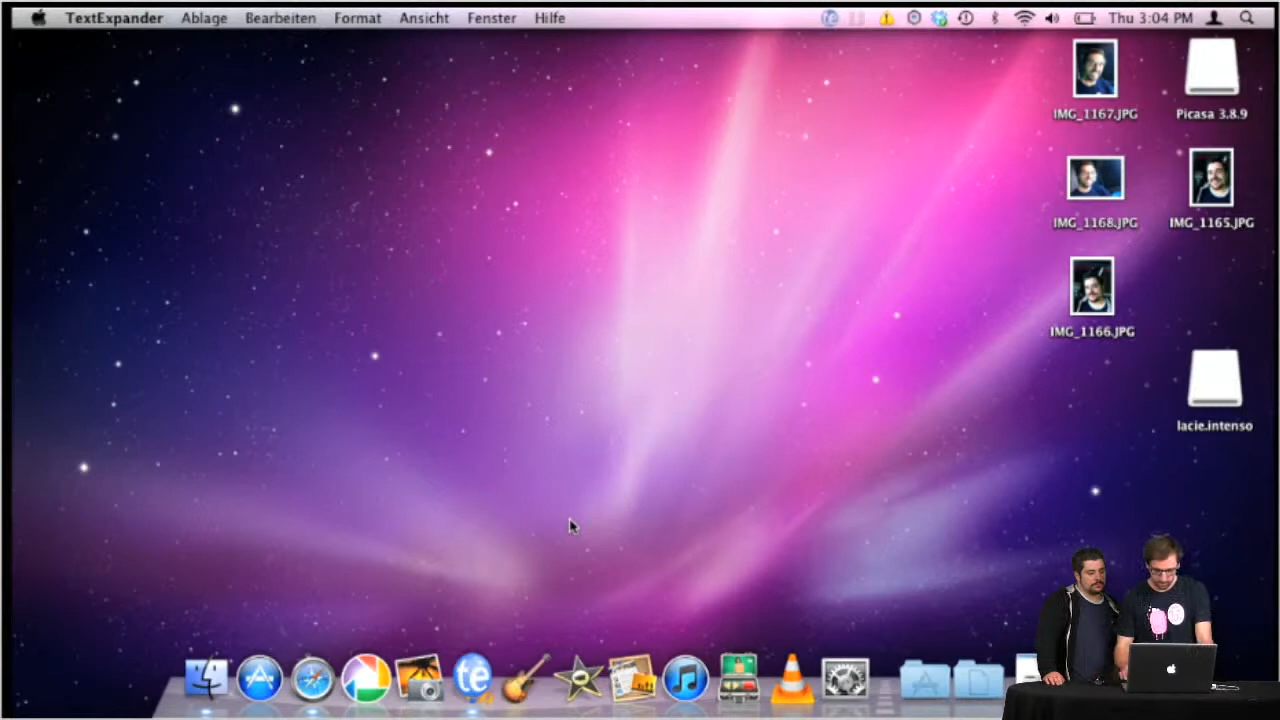 TextExpander Ablage Bearbeiten Format Ansicht Fenster Hilfe Thu 3:04 PM
IMG_1167.JPG Picasa 3.8.9
IMG_1168.JPG IMG_1165.JPG
IMG_1166.JPG
lacie.intenso
te